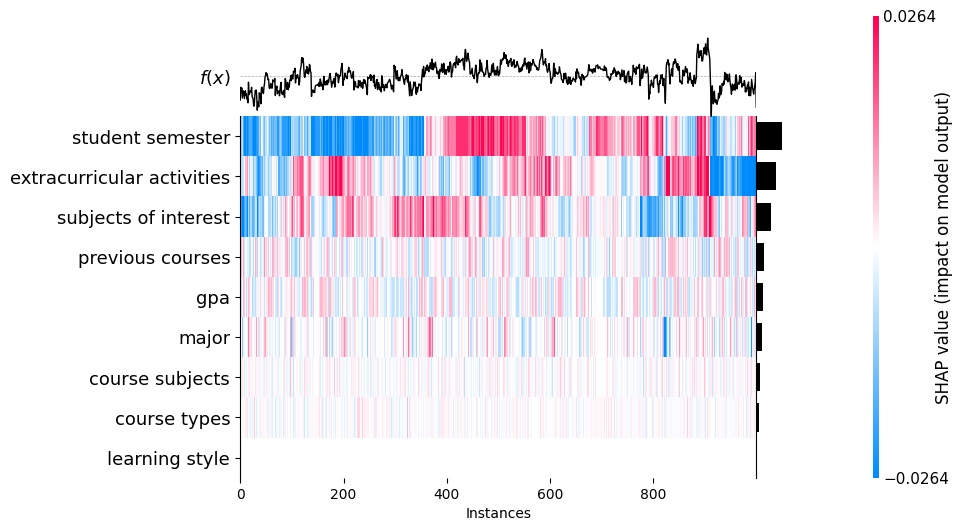 0.0264
f(x)
student semester
extracurricular activities
subjects of interest
previous courses
gpa
major
course subjects
course types
learning style
0 200 400 600 800
Instances
SHAP value (impact on model output)
−0.0264